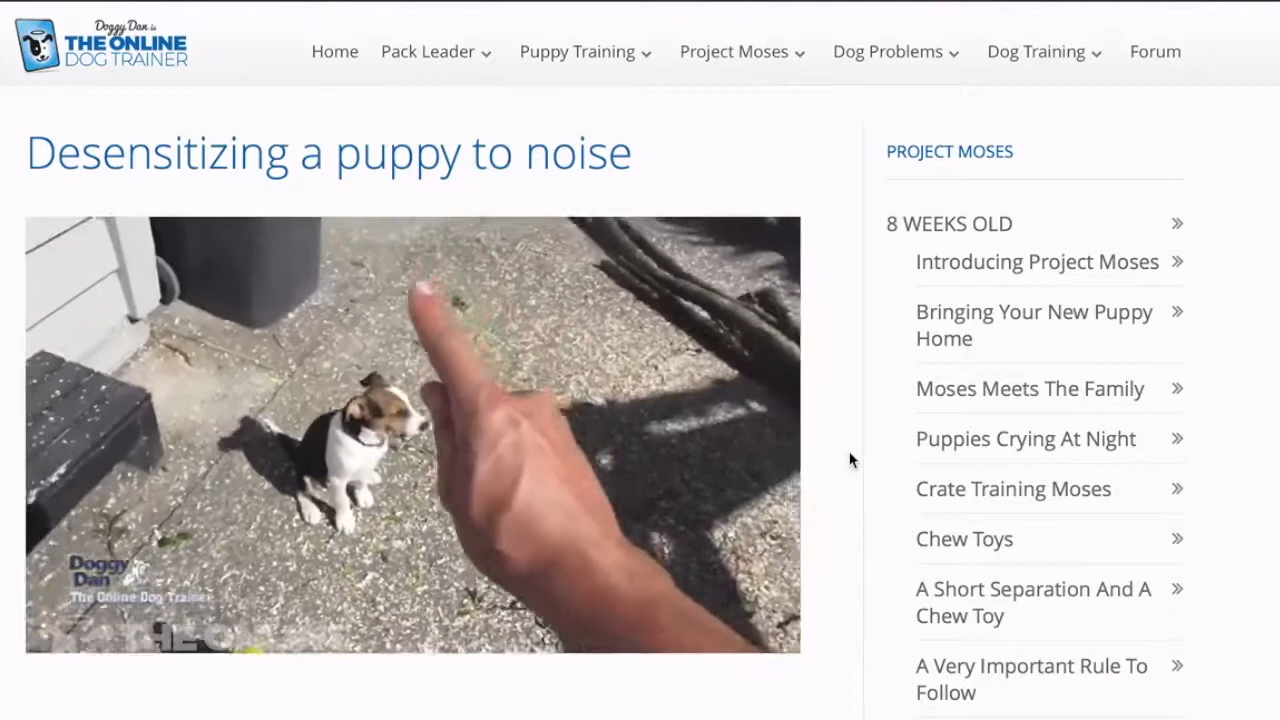 Doggy Dan is
THE ONLINE
DOG TRAINER
Home Pack Leader Puppy Training Project Moses Dog Problems Dog Training Forum
Desensitizing a puppy to noise
Doggy
Dan
The Online Dog Trainer
PROJECT MOSES
8 WEEKS OLD
Introducing Project Moses
Bringing Your New Puppy
Home
Moses Meets The Family
Puppies Crying At Night
Crate Training Moses
Chew Toys
A Short Separation And A
Chew Toy
A Very Important Rule To
Follow